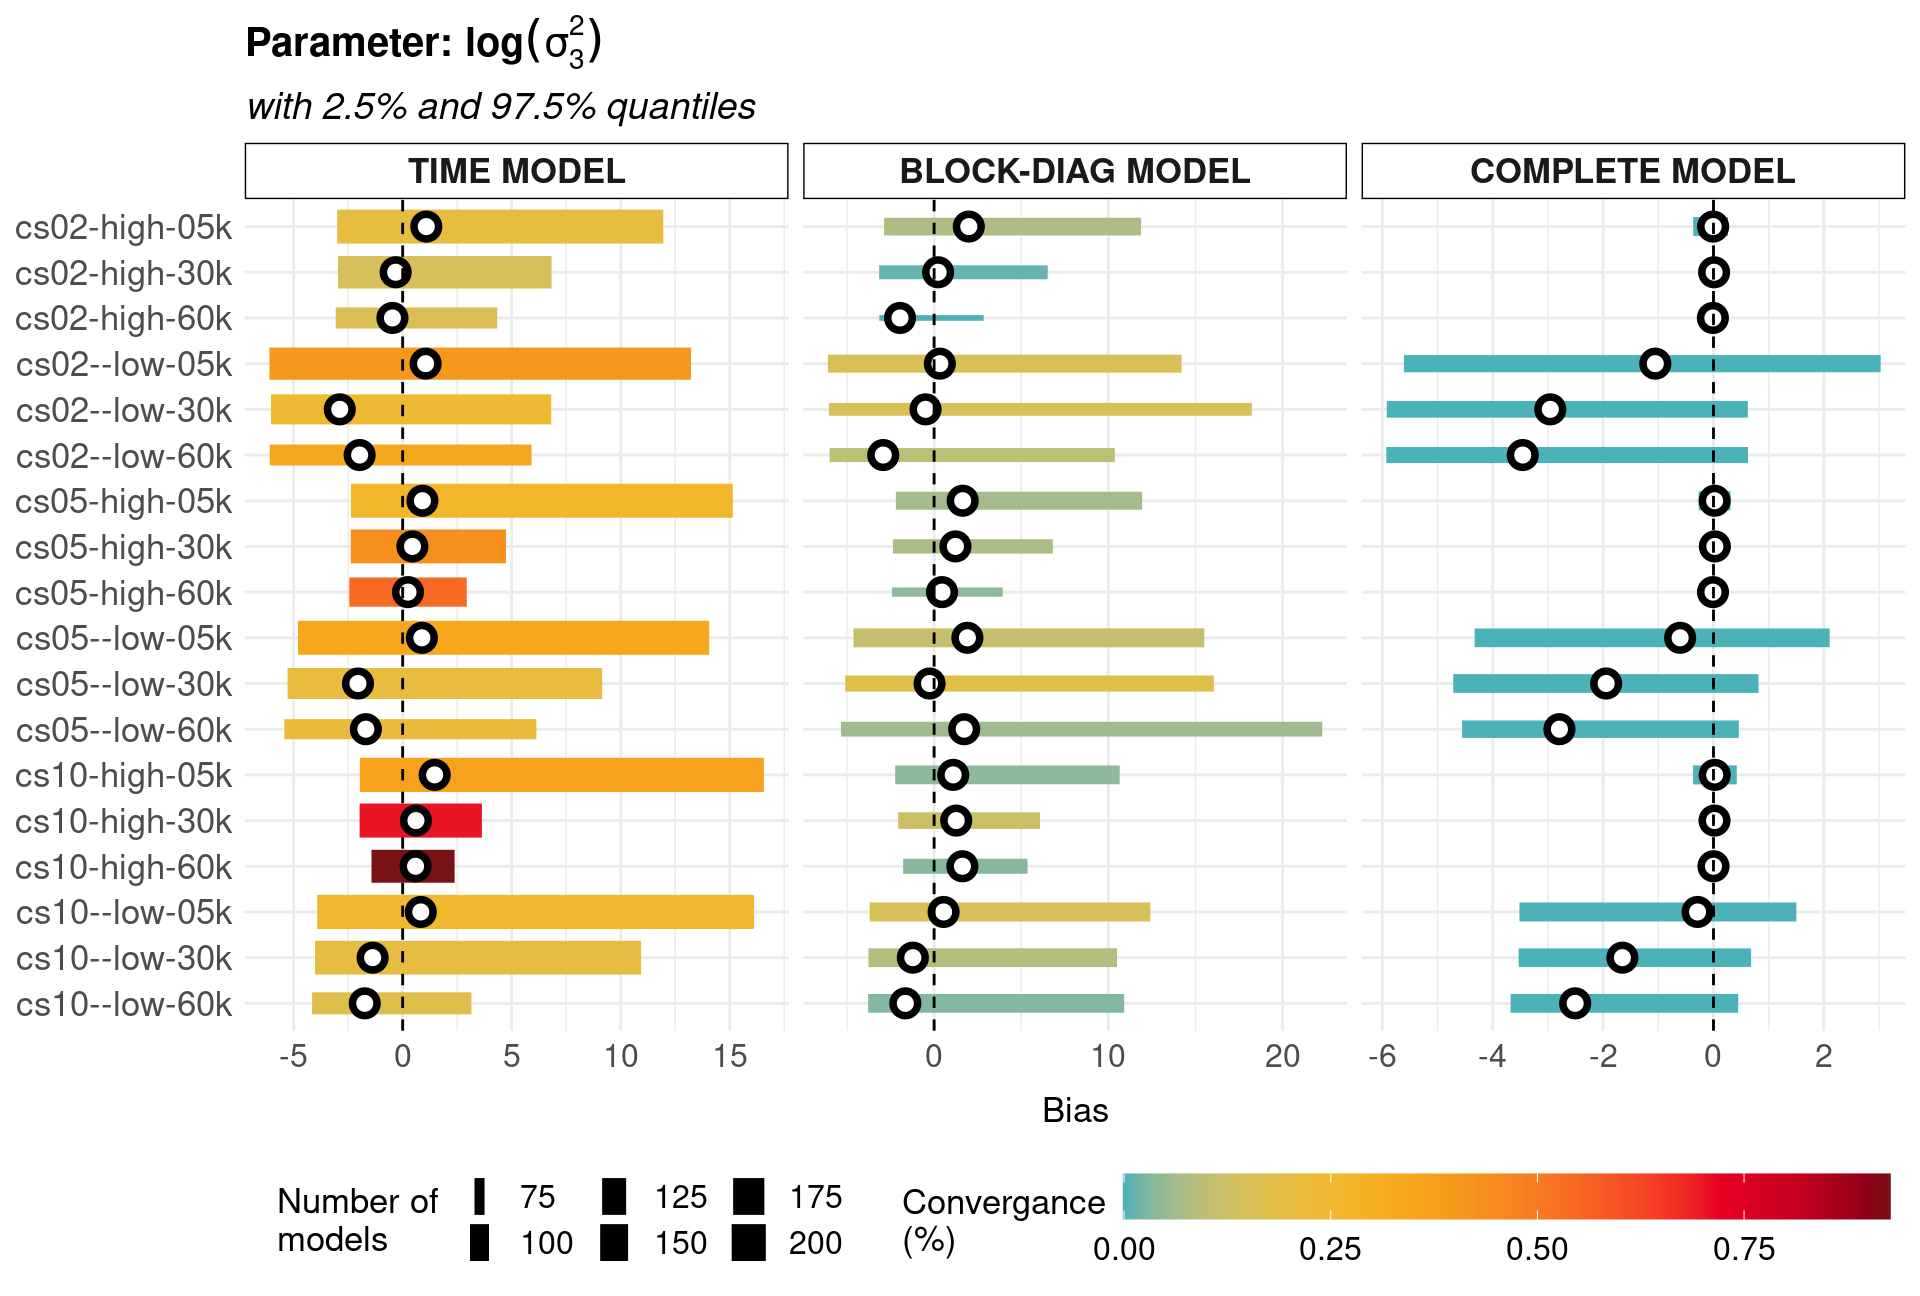 Parameter: log(σ₃²)
with 2.5% and 97.5% quantiles
TIME MODEL
BLOCK-DIAG MODEL
COMPLETE MODEL
cs02-high-05k
cs02-high-30k
cs02-high-60k
cs02--low-05k
cs02--low-30k
cs02--low-60k
cs05-high-05k
cs05-high-30k
cs05-high-60k
cs05--low-05k
cs05--low-30k
cs05--low-60k
cs10-high-05k
cs10-high-30k
cs10-high-60k
cs10--low-05k
cs10--low-30k
cs10--low-60k
-5 0 5 10 15
0 10 20
-6 -4 -2 0 2
Bias
Number of
models
75 125 175
100 150 200
Convergance
(%)
0.00 0.25 0.50 0.75